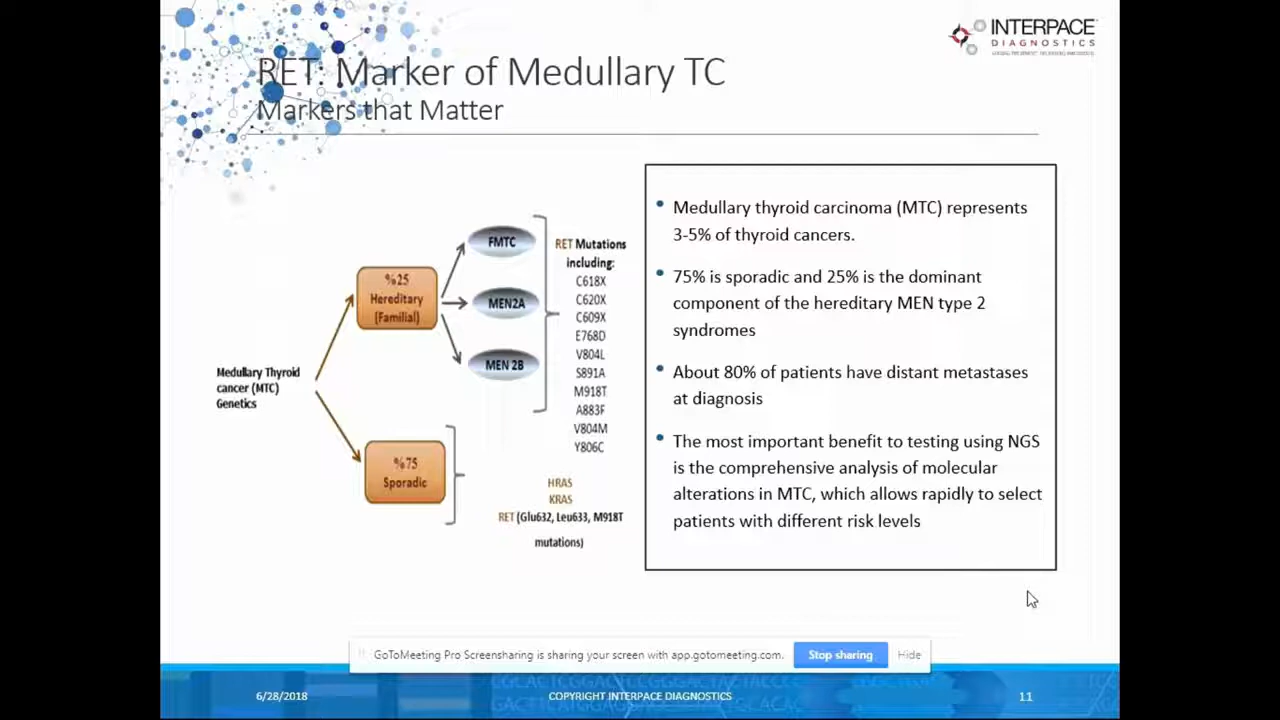 INTERPACE
DIAGNOSTICS
RET: Marker of Medullary TC
Markers that Matter
Medullary Thyroid
cancer (MTC)
Genetics
%25
Hereditary
(Familial)
%75
Sporadic
FMTC
MEN2A
MEN 2B
RET Mutations
including:
C618X
C620X
C609X
E768D
V804L
S891A
M918T
A883F
V804M
Y806C
HRAS
KRAS
RET (Glu632, Leu633, M918T
mutations)
• Medullary thyroid carcinoma (MTC) represents
3-5% of thyroid cancers.
• 75% is sporadic and 25% is the dominant
component of the hereditary MEN type 2
syndromes
• About 80% of patients have distant metastases
at diagnosis
• The most important benefit to testing using NGS
is the comprehensive analysis of molecular
alterations in MTC, which allows rapidly to select
patients with different risk levels
GoToMeeting Pro Screensharing is sharing your screen with app.gotomeeting.com.
Stop sharing
Hide
6/28/2018
COPYRIGHT INTERPACE DIAGNOSTICS
11